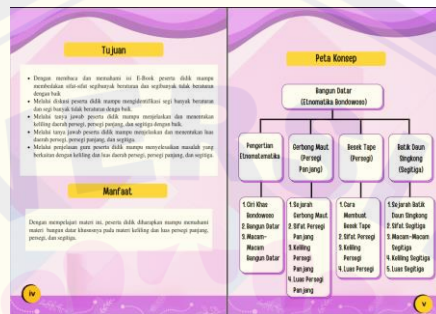 Tujuan
• Dengan membaca dan memahami isi E-Book peserta didik mampu
membedakan sifat-sifat segibanyak beraturan dan segibanyak tidak beraturan
dengan baik
• Melalui diskusi peserta didik mampu mengidentifikasi segi banyak beraturan
dan segi banyak tidak beraturan dengan baik.
• Melalui tanya jawab peserta didik mampu menjelaskan dan menentukan
keliling daerah persegi, persegi panjang, dan segitiga dengan baik.
• Melalui tanya jawab peserta didik mampu menjelaskan dan menentukan luas
daerah persegi, persegi panjang, dan segitiga.
• Melalui penjelasan guru peserta didik mampu menyelesaikan masalah yang
berkaitan dengan keliling dan luas daerah persegi, persegi panjang, dan segitiga.
Manfaat
Dengan mempelajari materi ini, peserta didik diharapkan mampu memahami
materi bangun datar khususnya pada materi keliling dan luas persegi panjang,
persegi, dan segitiga.
iv
Peta Konsep
Bangun Datar
(Etnomatika Bondowoso)
Pengertian
Etnomatematika
1. Ciri Khas
Bondowoso
2. Bangun Datar
3. Macam-
Macam
Bangun Datar
Gerbong Maut
(Persegi
Panjang)
1. Sejarah
Gerbong Maut
2. Sifat Persegi
Panjang
3. Keliling
Persegi
Panjang
4. Luas Persegi
Panjang
Besek Tape
(Persegi)
1. Cara
Membuat
Besek Tape
2. Sifat Persegi
3. Keliling
Persegi
4. Luas Persegi
Batik Daun
Singkong
(Segitiga)
1. Sejarah Batik
Daun Singkong
2. Sifat Segitiga
3. Macam-Macam
Segitiga
4. Keliling Segitiga
5. Luas Segitiga
v